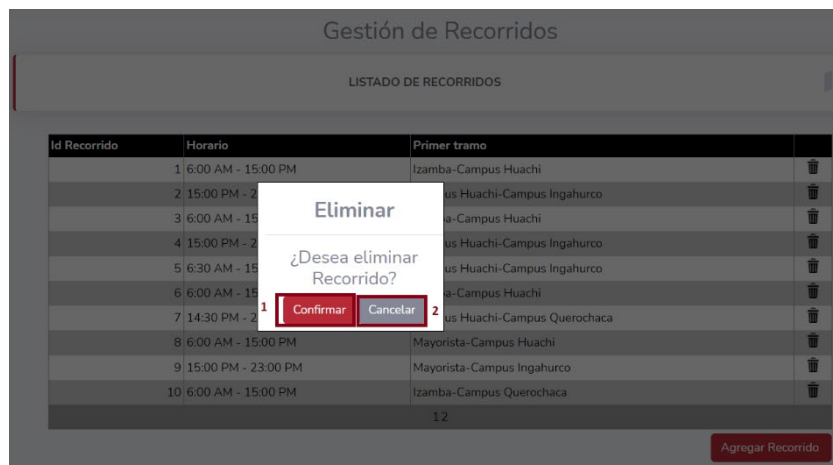 Gestión de Recorridos
LISTADO DE RECORRIDOS
Id Recorrido Horario Primer tramo
1 6:00 AM - 15:00 PM Izamba-Campus Huachi
2 15:00 PM - 2 us Huachi-Campus Ingahurco
3 6:00 AM - 15 a-Campus Huachi
4 15:00 PM - 2 us Huachi-Campus Ingahurco
5 6:30 AM - 15 us Huachi-Campus Ingahurco
6 6:00 AM - 15 a-Campus Huachi
7 14:30 PM - 2 us Huachi-Campus Querochaca
8 6:00 AM - 15:00 PM Mayorista-Campus Huachi
9 15:00 PM - 23:00 PM Mayorista-Campus Ingahurco
10 6:00 AM - 15:00 PM Izamba-Campus Querochaca
1 2
Eliminar
¿Desea eliminar
Recorrido?
1 Confirmar Cancelar 2
Agregar Recorrido